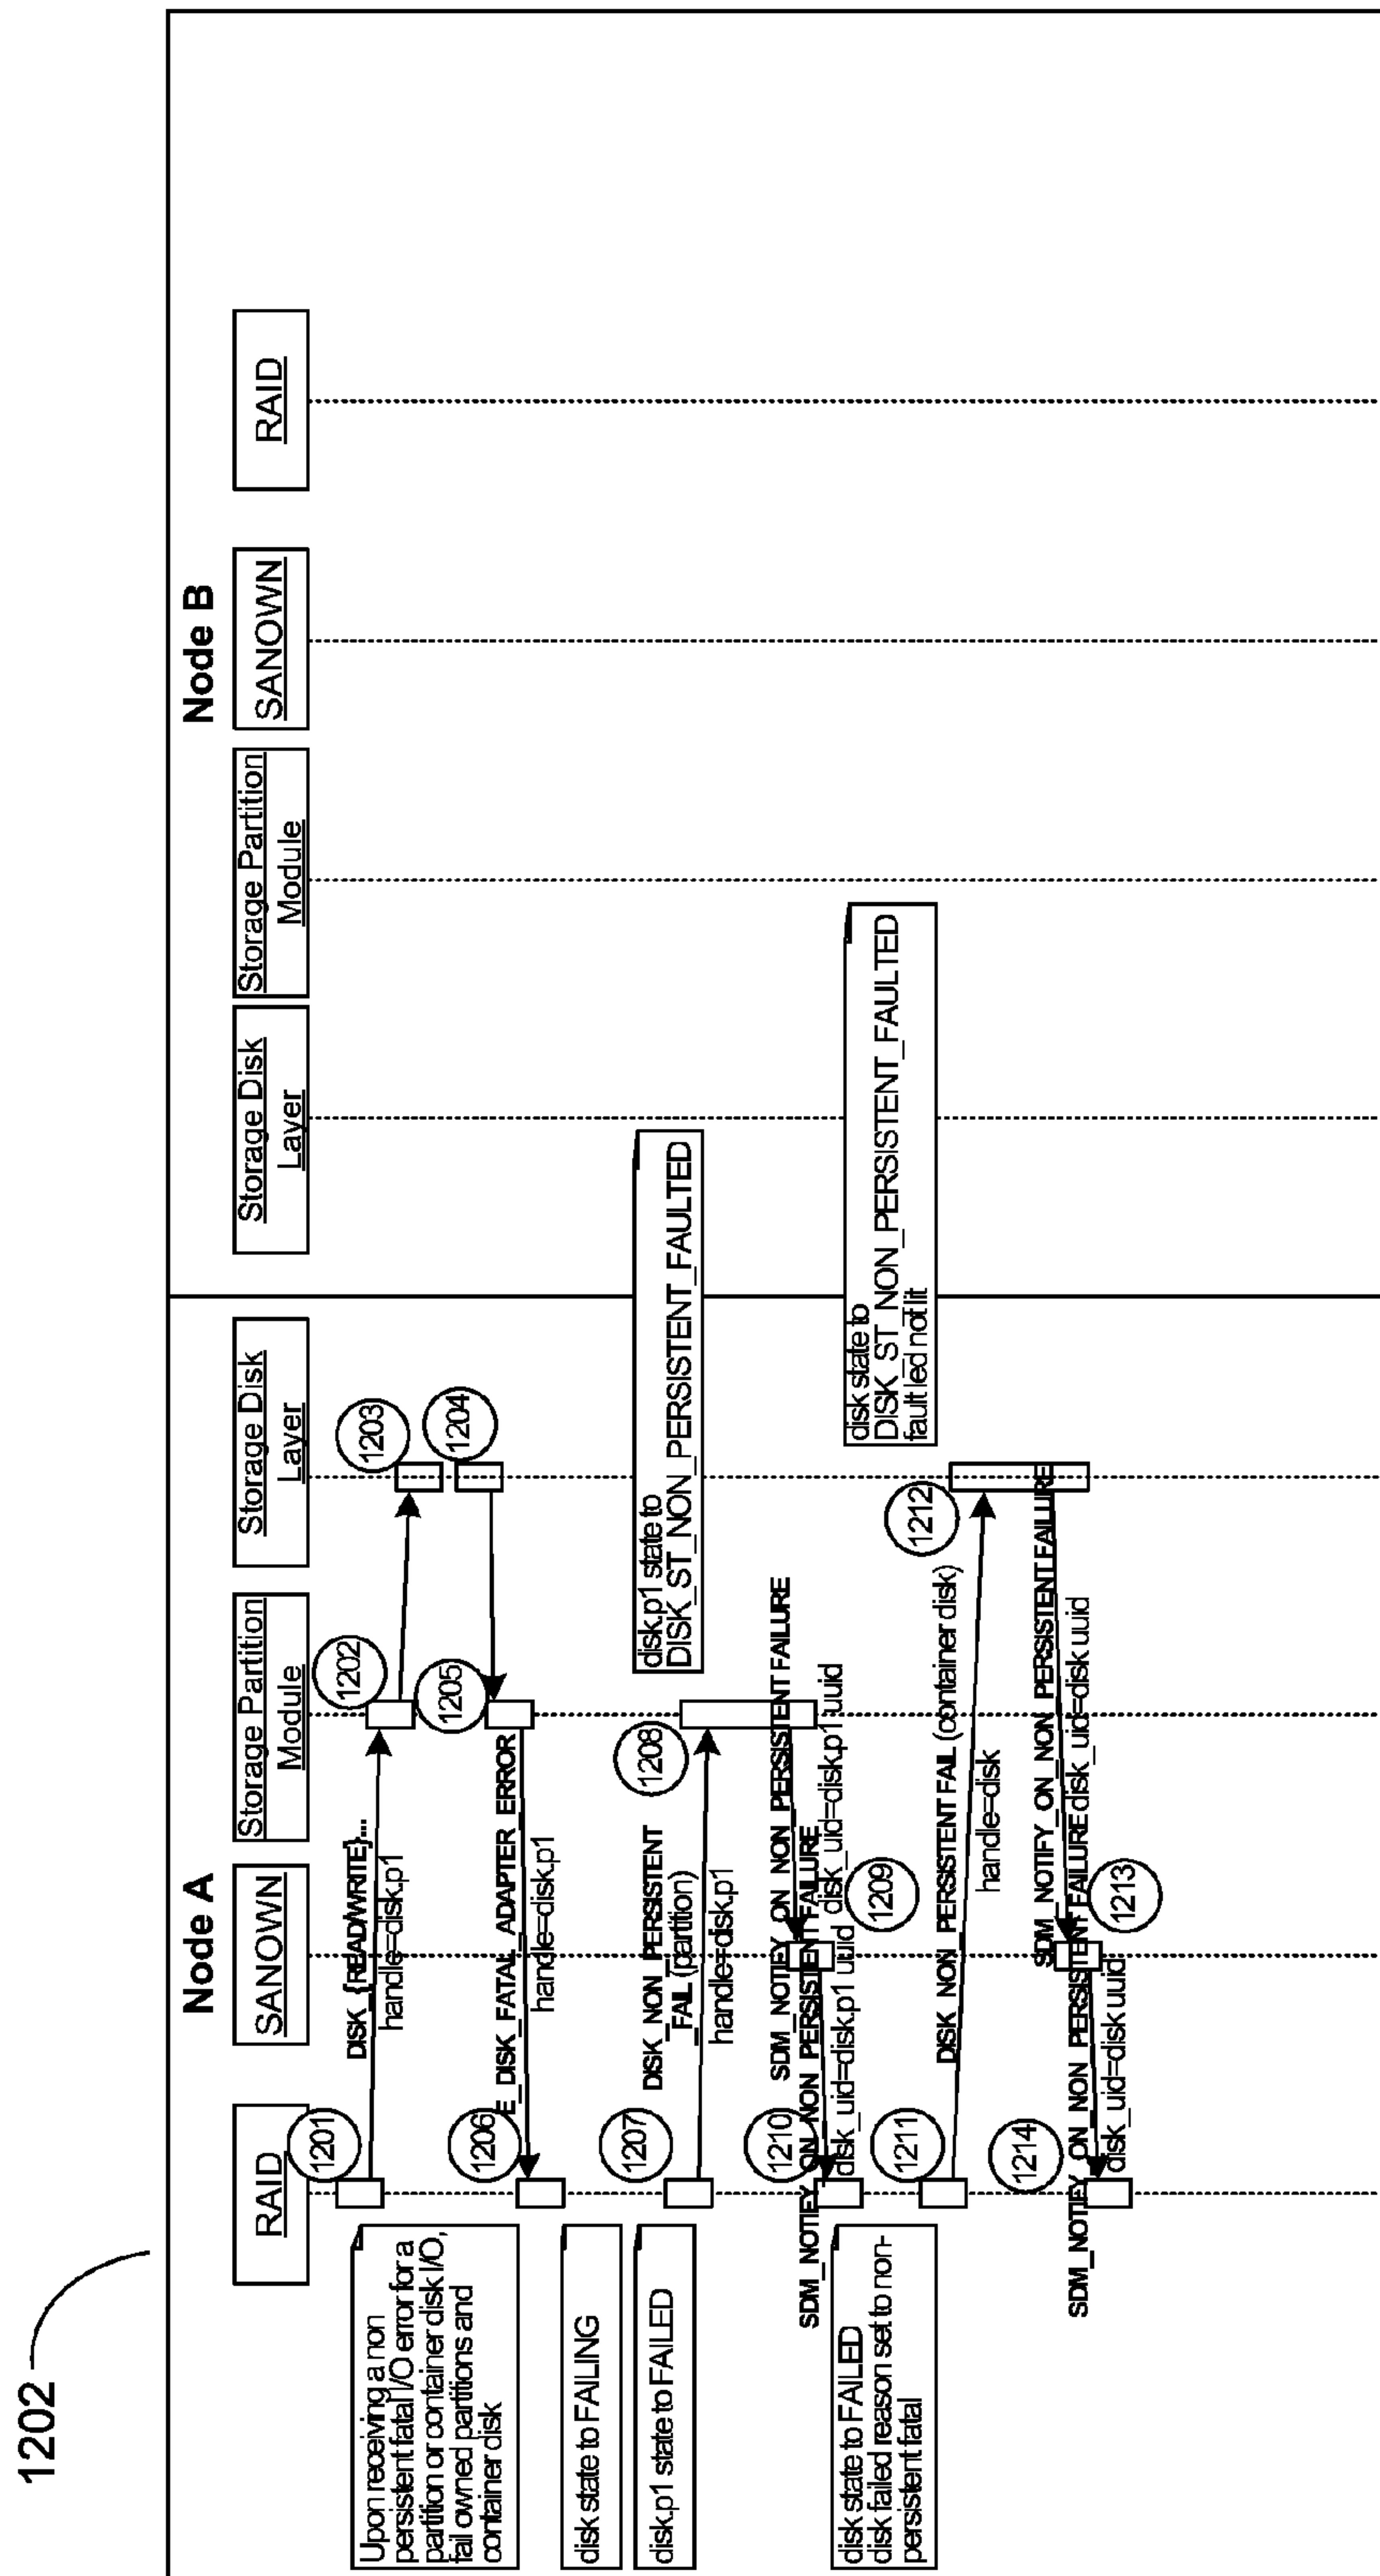 1202
Node A
Node B
RAID
SANOWN
Storage Partition
Module
Storage Disk
Layer
Storage Disk
Layer
Storage Partition
Module
SANOWN
RAID
Upon receiving a non
persistent fatal I/O error for a
partition or container disk I/O,
fail owned partitions and
container disk
1201
DISK_{READ/WRITE}...
handle=disk.p1
1202
1203
1204
1205
E_DISK_FATAL_ADAPTER_ERROR
handle=disk.p1
1206
disk state to FAILING
disk.p1 state to FAILED
1207
DISK_NON_PERSISTENT
_FAIL (partition)
handle=disk.p1
1208
disk.p1 state to
DISK_ST_NON_PERSISTENT_FAULTED
SDM_NOTIFY_ON_NON_PERSISTENT FAILURE
disk_uid=disk.p1 uuid
1209
1210
SDM_NOTIFY_ON_NON_PERSISTENT FAILURE
disk_uid=disk.p1 uuid
disk state to FAILED
disk failed reason set to non-
persistent fatal
1211
DISK_NON_PERSISTENT FAIL (container disk)
handle=disk
1212
disk state to
DISK_ST_NON_PERSISTENT_FAULTED
fault led not lit
SDM_NOTIFY_ON_NON_PERSISTENT FAILURE
disk_uid=disk uuid
1213
1214
SDM_NOTIFY_ON_NON_PERSISTENT FAILURE
disk_uid=disk uuid